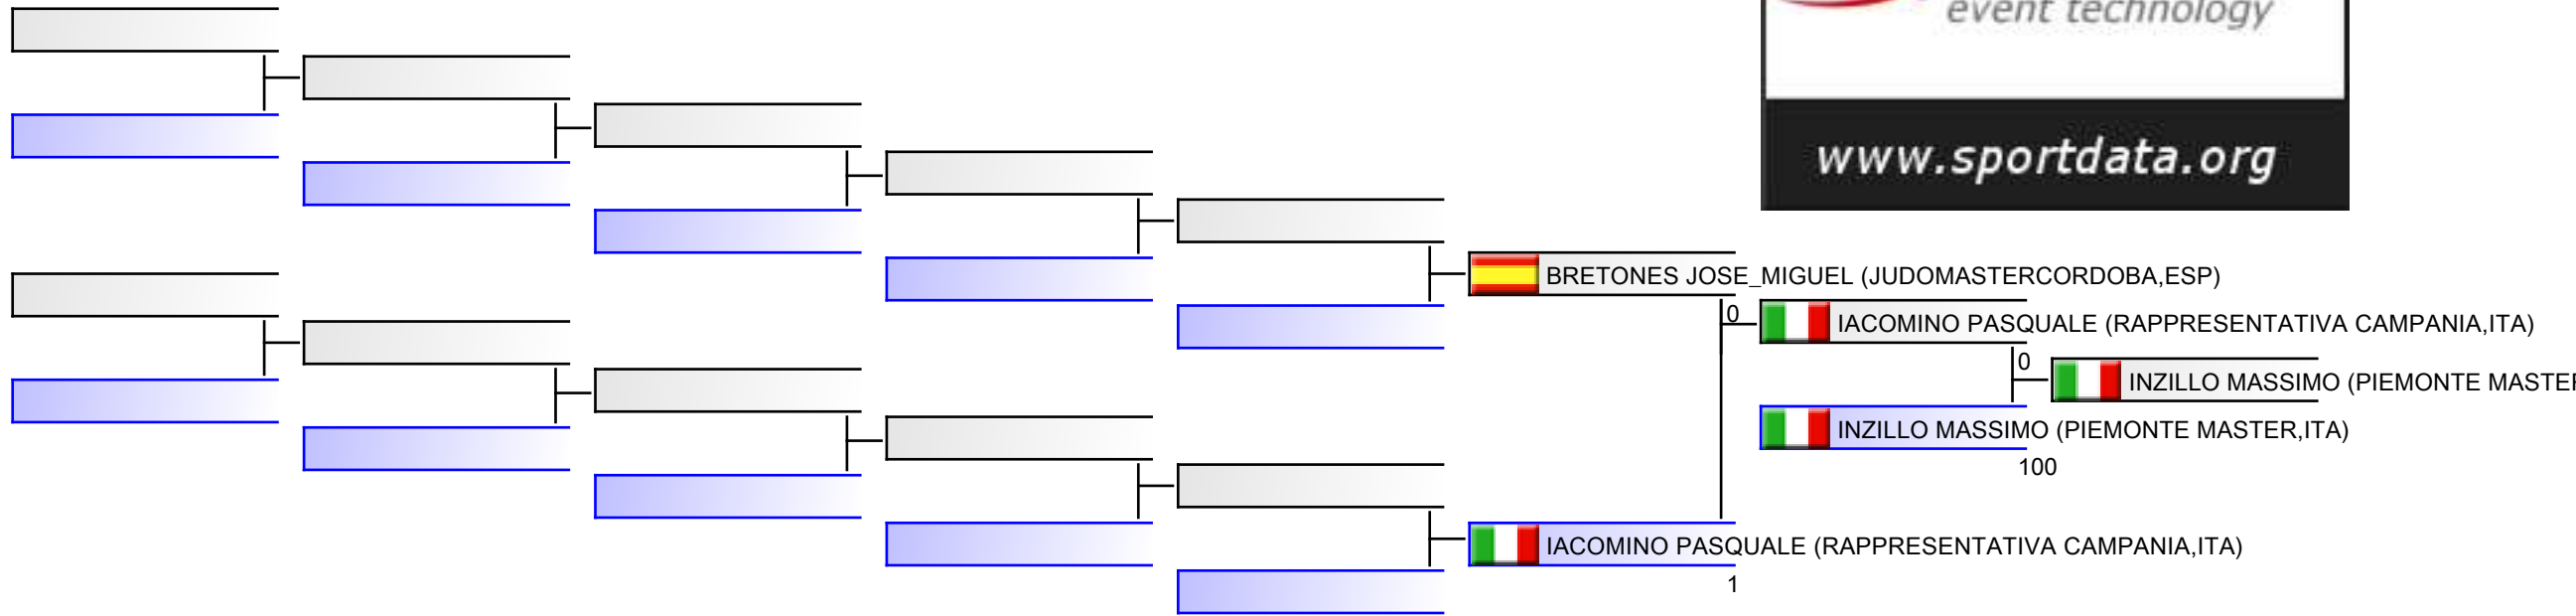 event technology
www.sportdata.org
BRETONES JOSE_MIGUEL (JUDOMASTERCORDOBA,ESP)
0
IACOMINO PASQUALE (RAPPRESENTATIVA CAMPANIA,ITA)
0
INZILLO MASSIMO (PIEMONTE MASTER
INZILLO MASSIMO (PIEMONTE MASTER,ITA)
100
IACOMINO PASQUALE (RAPPRESENTATIVA CAMPANIA,ITA)
1